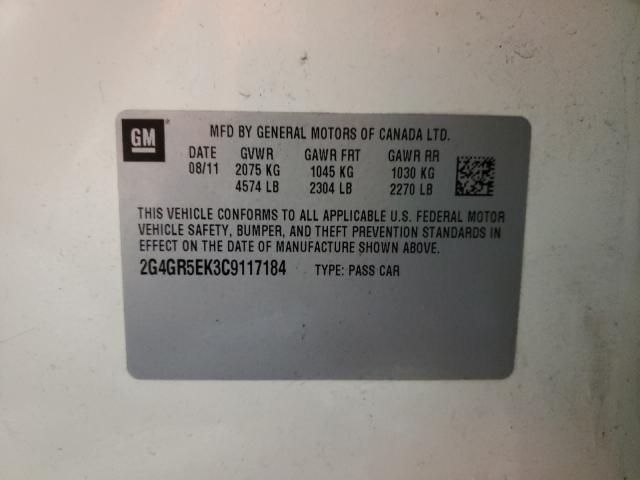 GM ®
MFD BY GENERAL MOTORS OF CANADA LTD.
DATE GVWR GAWR FRT GAWR RR
08/11 2075 KG 1045 KG 1030 KG
4574 LB 2304 LB 2270 LB
THIS VEHICLE CONFORMS TO ALL APPLICABLE U.S. FEDERAL MOTOR
VEHICLE SAFETY, BUMPER, AND THEFT PREVENTION STANDARDS IN
EFFECT ON THE DATE OF MANUFACTURE SHOWN ABOVE.
2G4GR5EK3C9117184 TYPE: PASS CAR